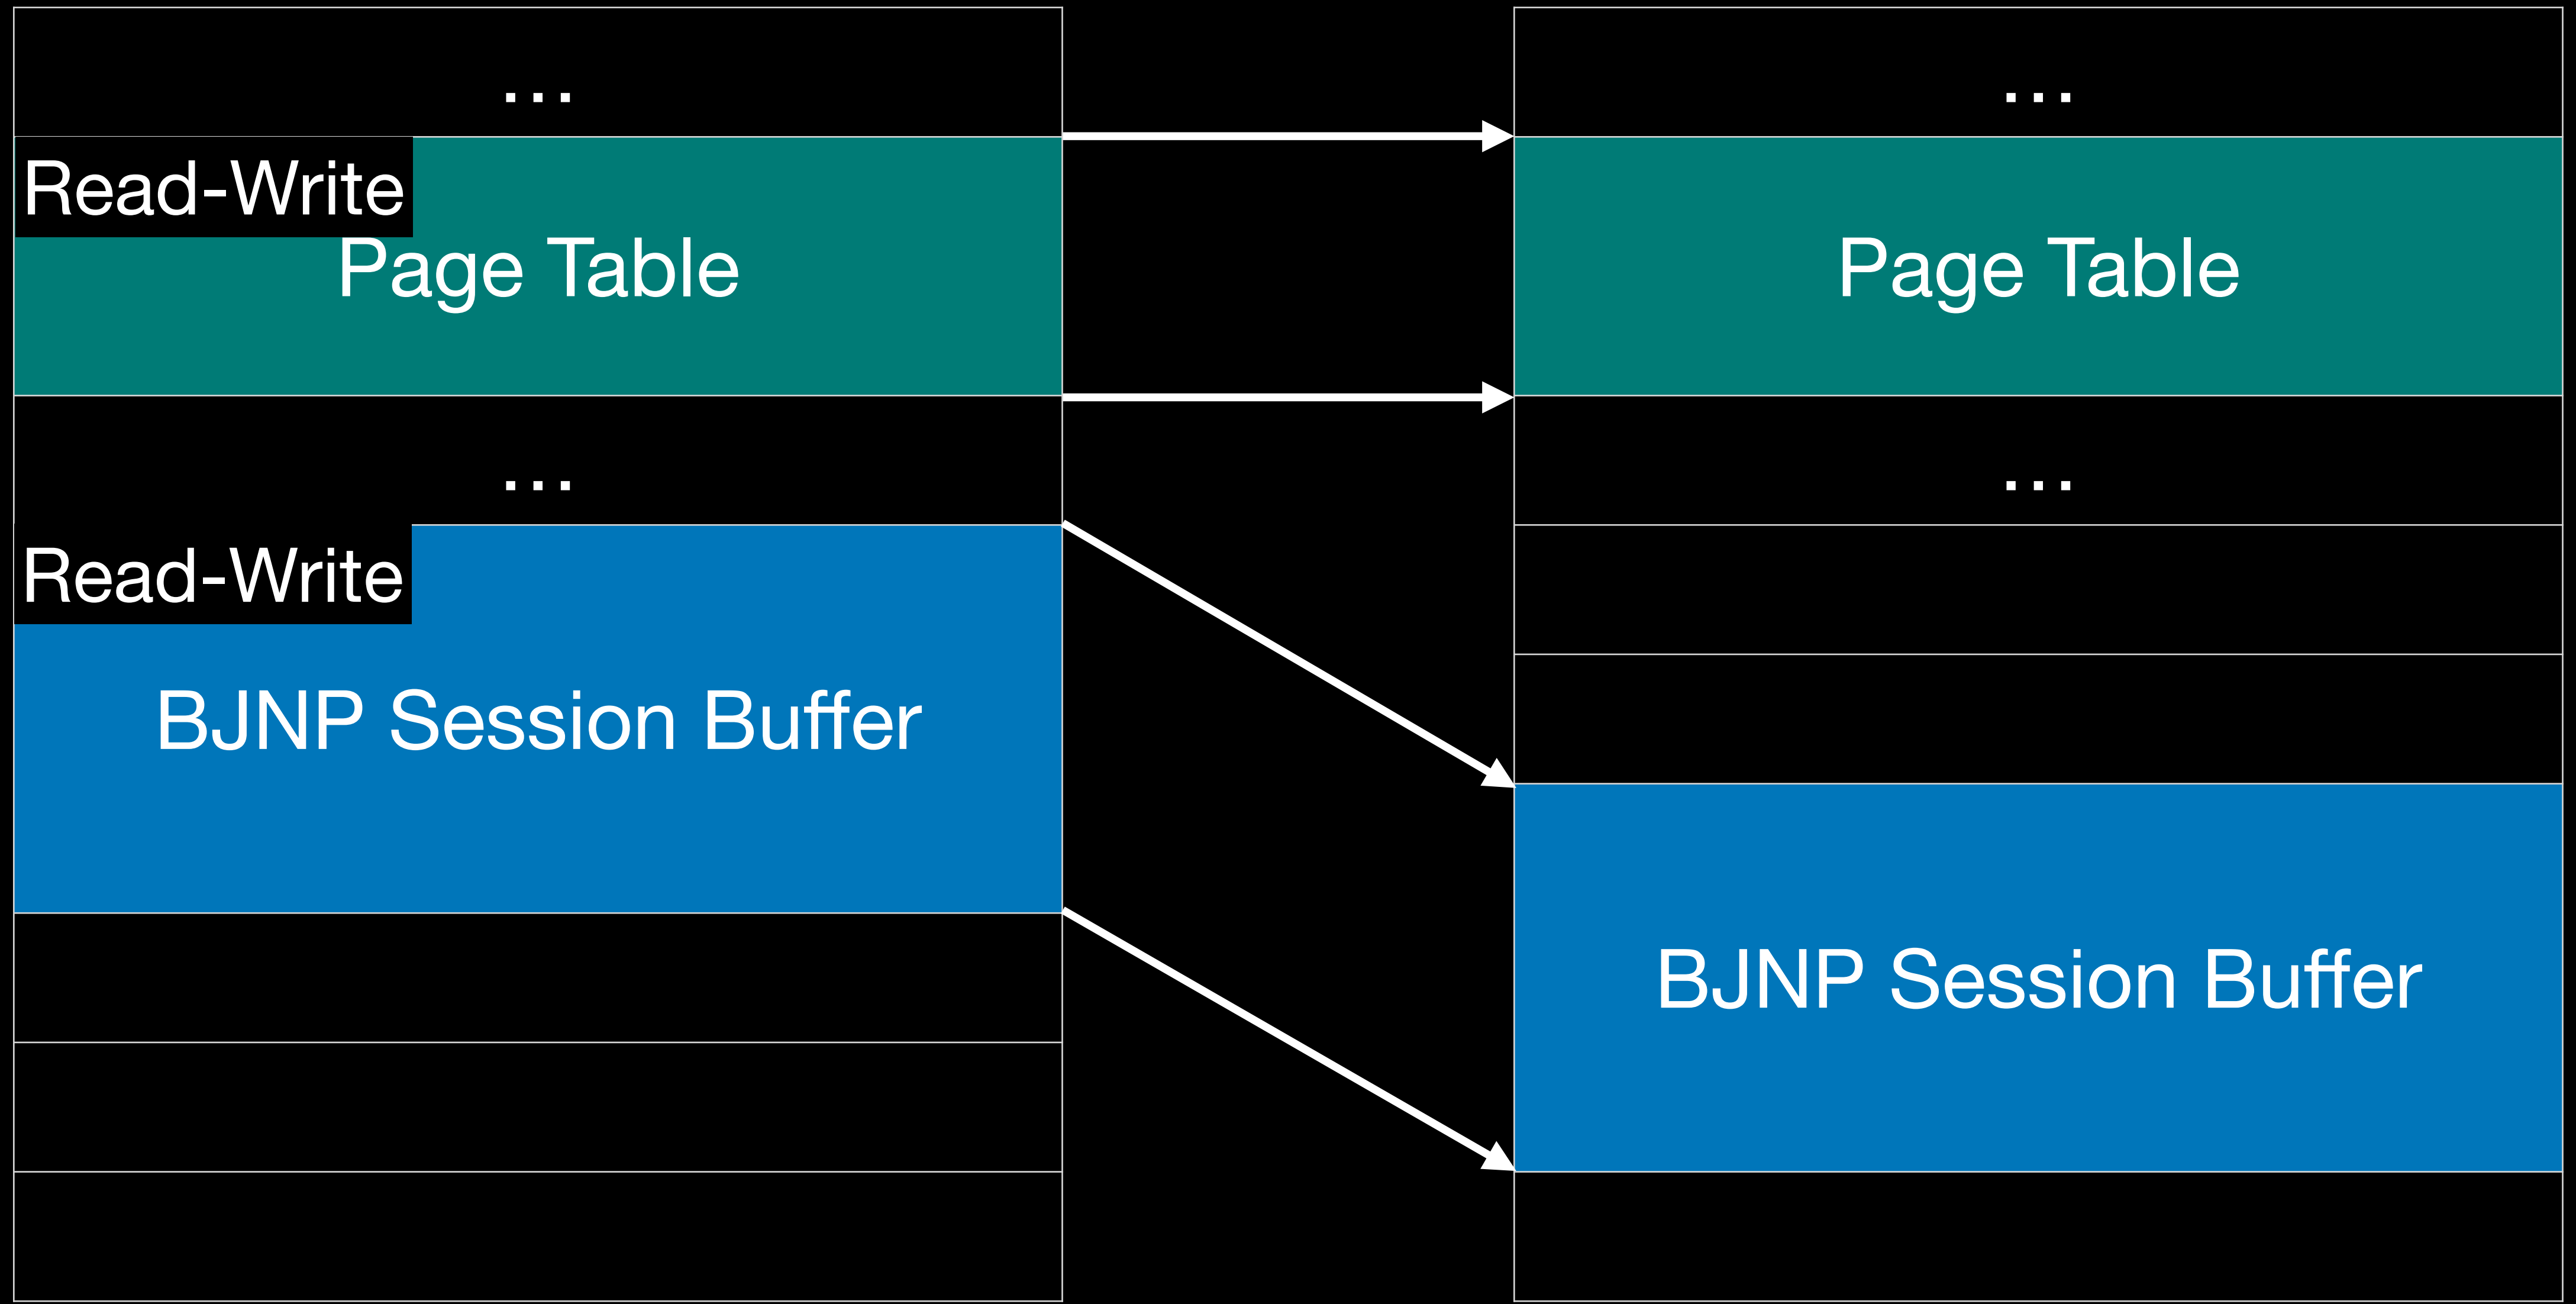 ...
Read-Write
Page Table
...
Read-Write
BJNP Session Buffer
...
Page Table
...
BJNP Session Buffer